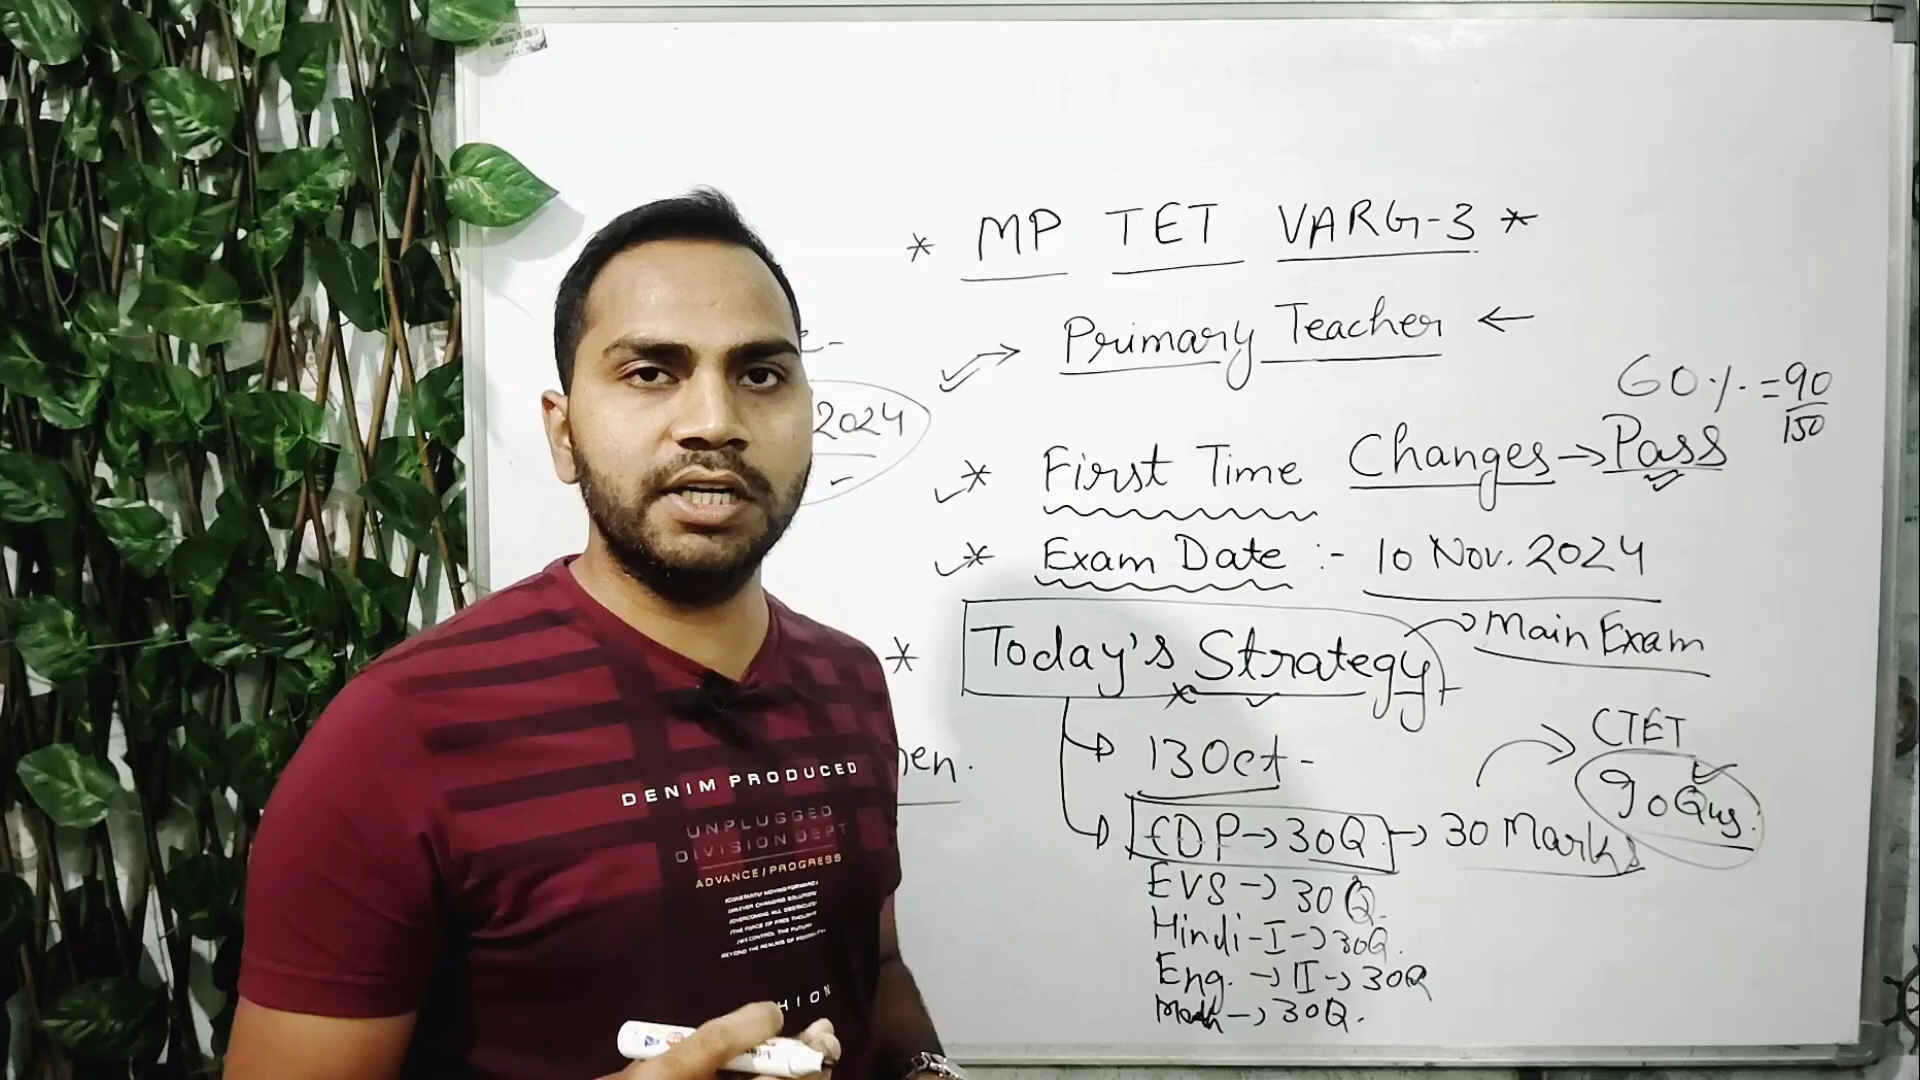 * MP TET VARG-3 *
Primary Teacher ←
60% = 90/150
2024
* First Time Changes → Pass
* Exam Date :- 10 Nov. 2024
* Today's Strategy → Main Exam
13 Oct -
CTET
90 Qus.
CDP → 30Q → 30 Marks
EVS → 30 Q.
Hindi - I → 30Q.
Eng. → II → 30Q
Math → 30Q.
DENIM PRODUCED
UNPLUGGED
DIVISION DEPT
ADVANCE/PROGRESS